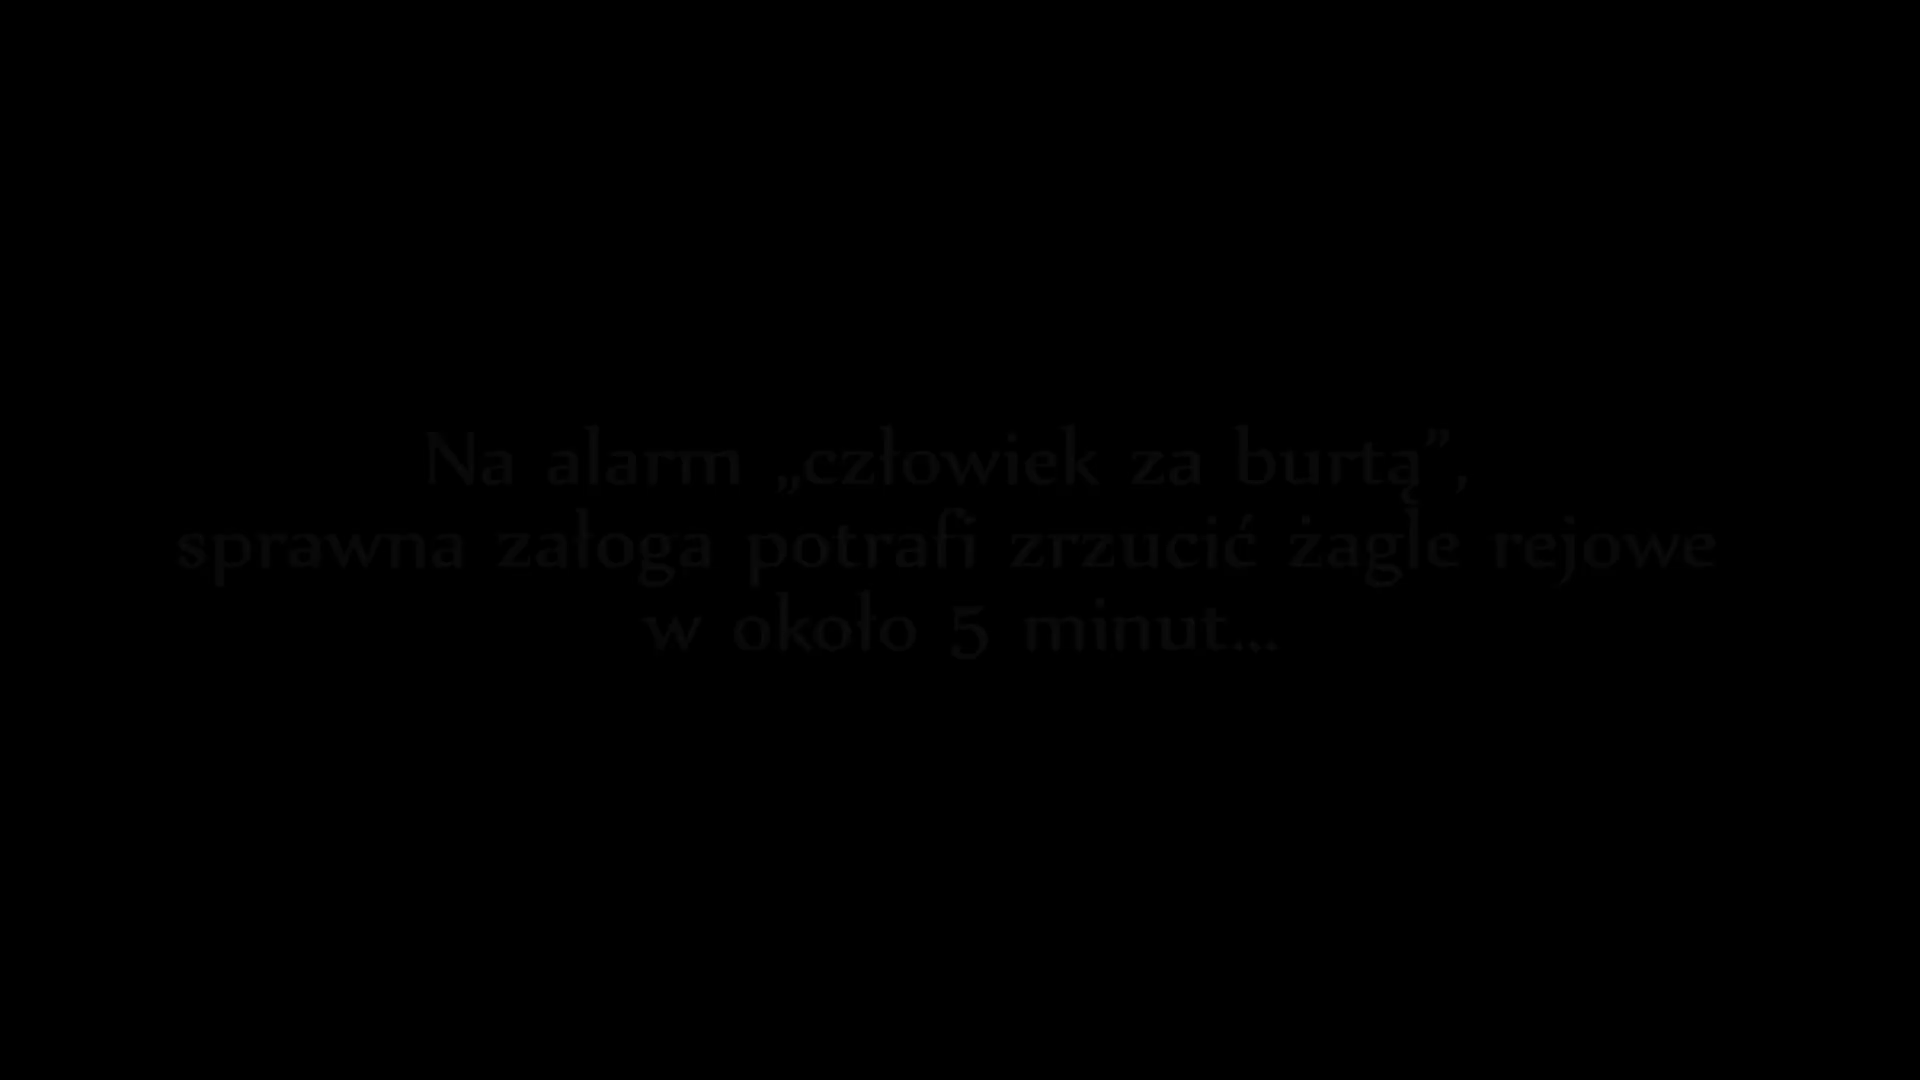 Na alarm „człowiek za burtą”,
sprawna załoga potrafi zrzucić żagle rejowe
w około 5 minut...